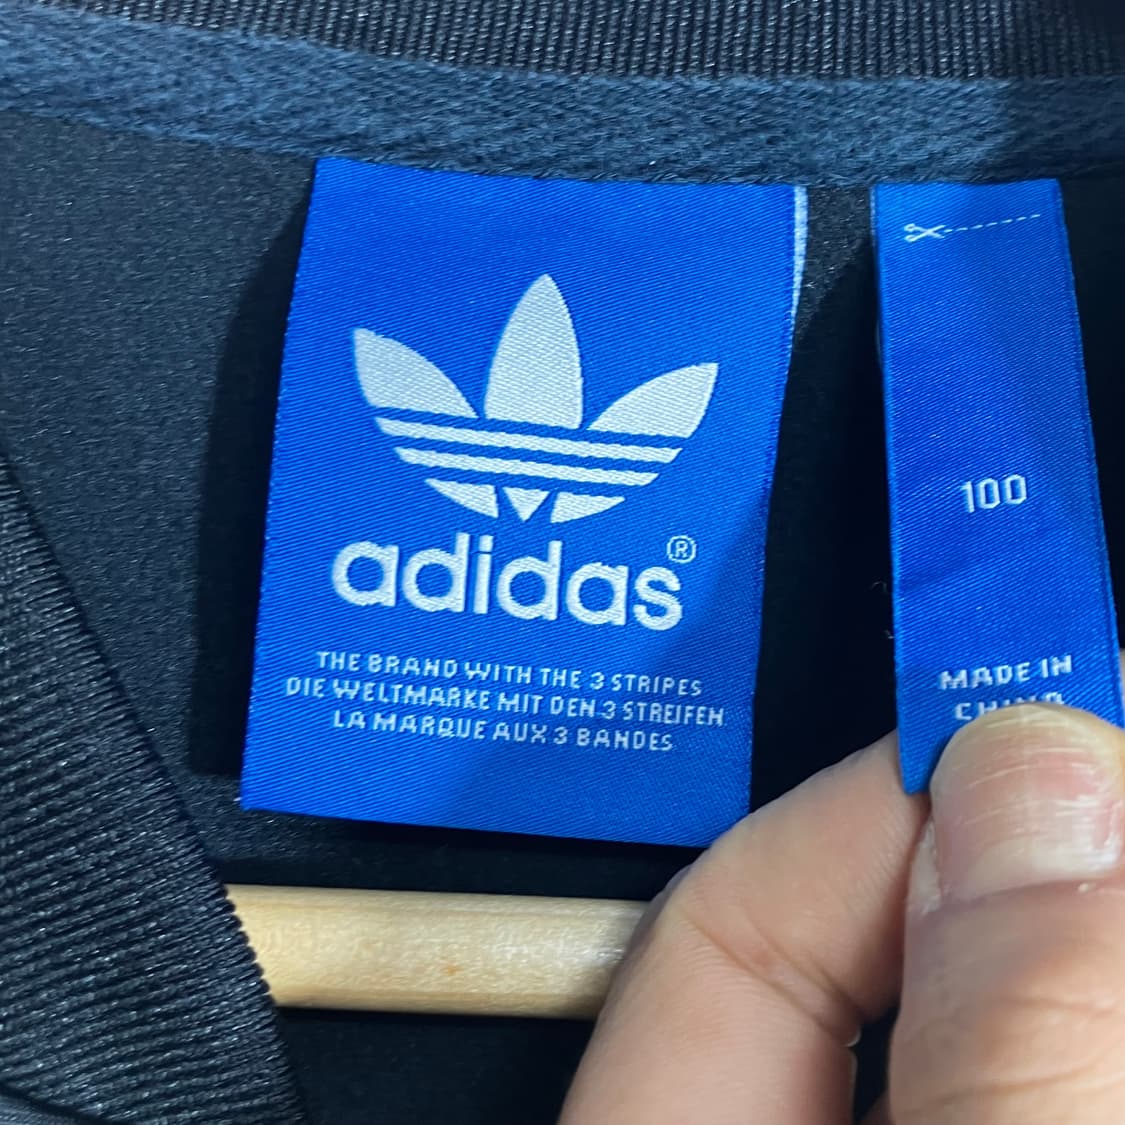 adidas®
THE BRAND WITH THE 3 STRIPES
DIE WELTMARKE MIT DEN 3 STREIFEN
LA MARQUE AUX 3 BANDES
100
MADE IN
CHINA